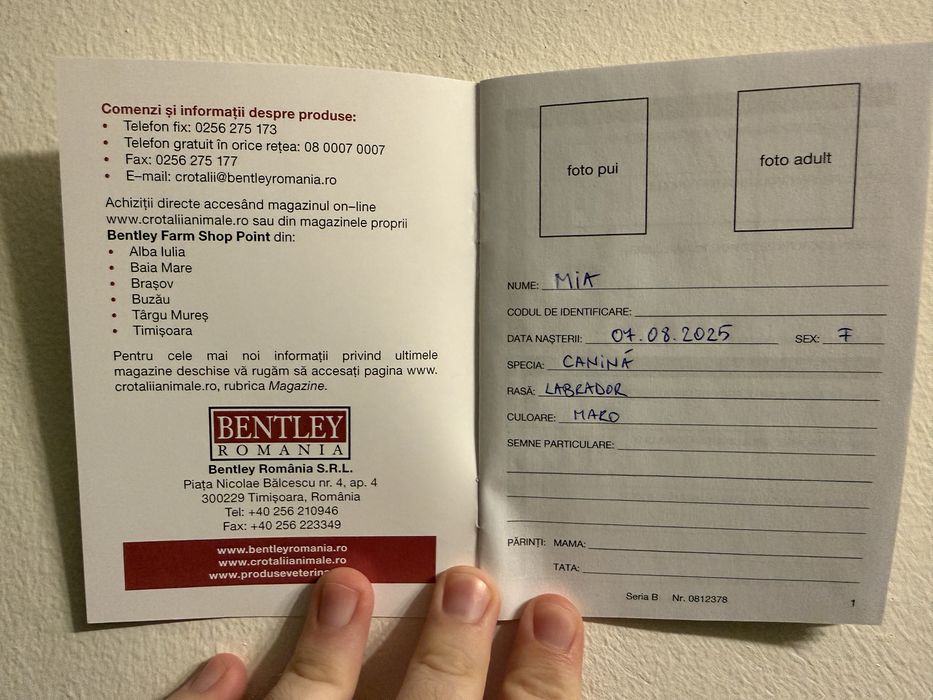 Comenzi și informații despre produse:
• Telefon fix: 0256 275 173
• Telefon gratuit în orice rețea: 08 0007 0007
• Fax: 0256 275 177
• E–mail: crotalii@bentleyromania.ro
Achiziții directe accesând magazinul on–line
www.crotaliianimale.ro sau din magazinele proprii
Bentley Farm Shop Point din:
• Alba Iulia
• Baia Mare
• Brașov
• Buzău
• Târgu Mureș
• Timișoara
Pentru cele mai noi informații privind ultimele
magazine deschise vă rugăm să accesați pagina www.
crotaliianimale.ro, rubrica Magazine.
BENTLEY
ROMANIA
Bentley România S.R.L.
Piața Nicolae Bălcescu nr. 4, ap. 4
300229 Timișoara, România
Tel: +40 256 210946
Fax: +40 256 223349
www.bentleyromania.ro
www.crotaliianimale.ro
foto pui
foto adult
NUME: MiA
CODUL DE IDENTIFICARE:
DATA NAȘTERII: 07.08.2025 SEX: F
SPECIA: CANINĂ
RASĂ: LABRADOR
CULOARE: MARO
SEMNE PARTICULARE:
PĂRINȚI: MAMA:
TATA:
Seria B Nr. 0812378
1